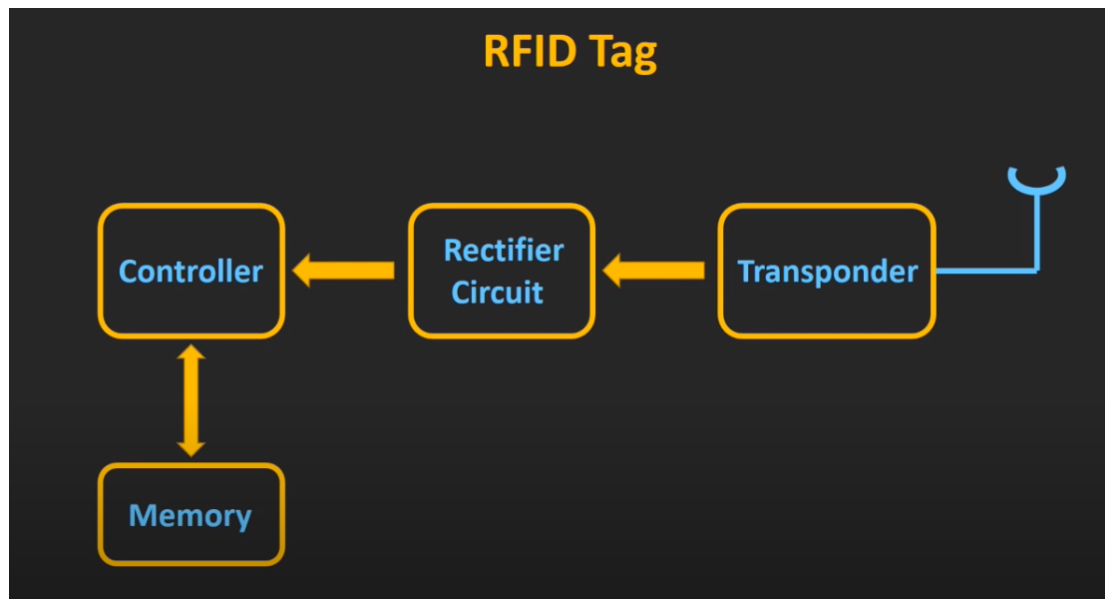 RFID Tag
Controller
Rectifier
Circuit
Transponder
Memory